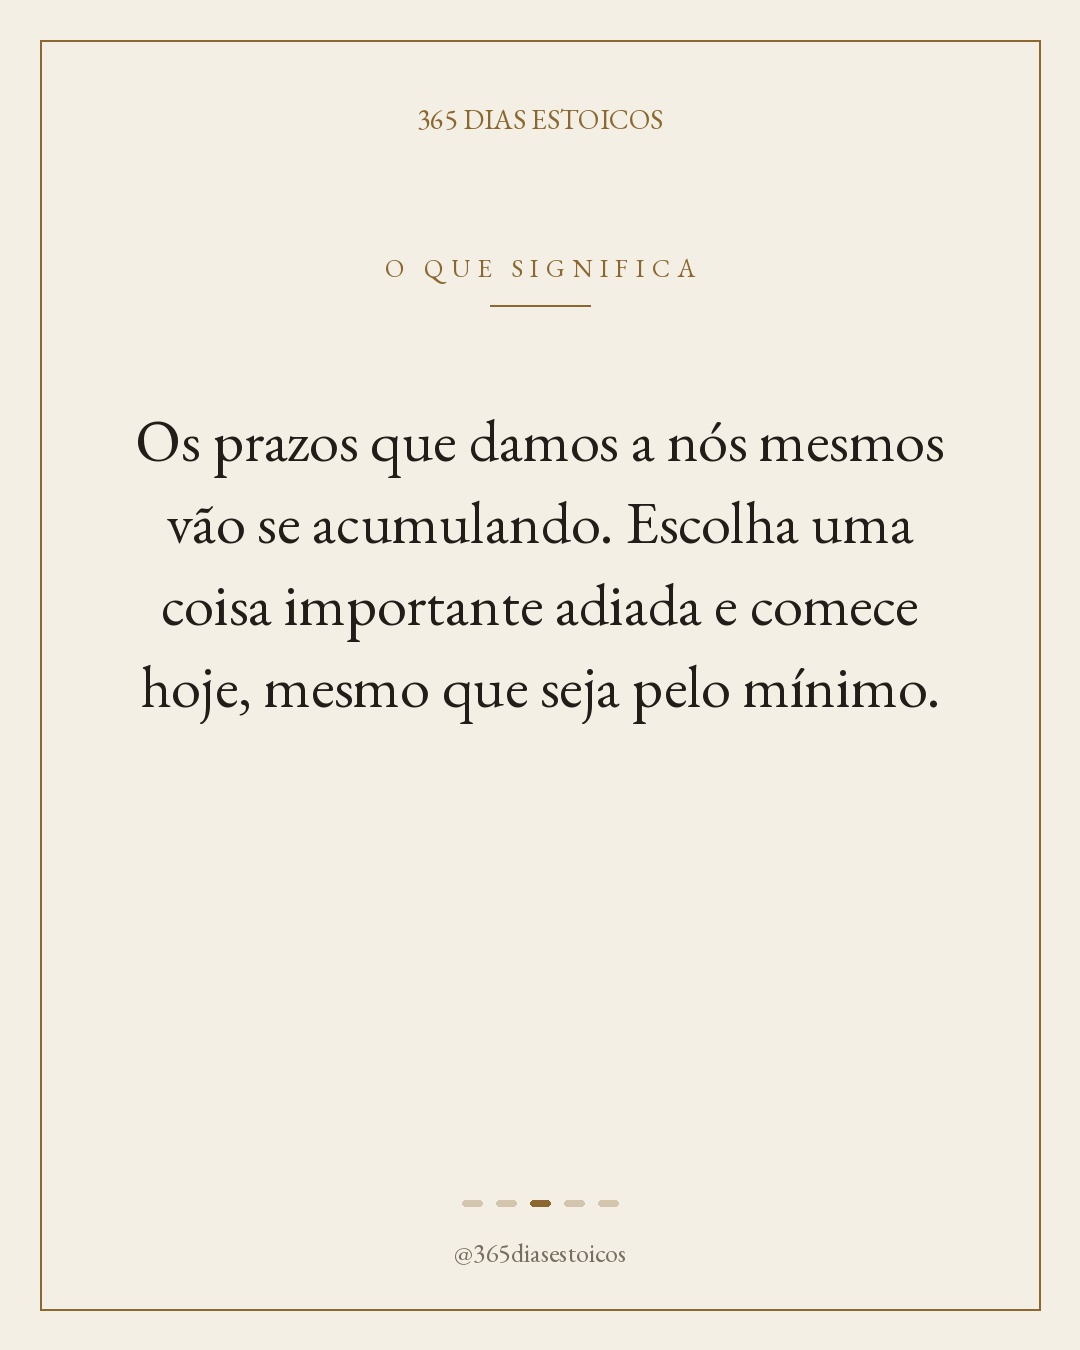 365 DIAS ESTOICOS
O QUE SIGNIFICA
Os prazos que damos a nós mesmos
vão se acumulando. Escolha uma
coisa importante adiada e comece
hoje, mesmo que seja pelo mínimo.
@365diasestoicos